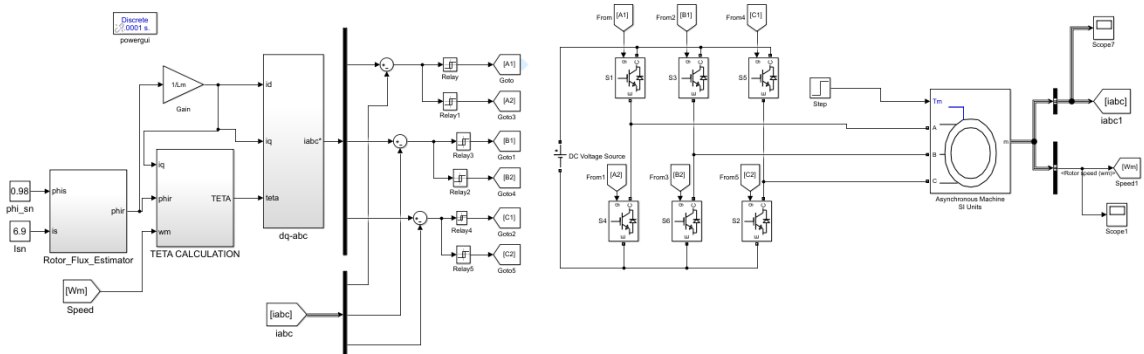 Discrete
.0001 s.
powergui
1/Lm
Gain
id
iq
teta
iabc*
dq-abc
iq
phir
wm
TETA
TETA CALCULATION
0.98
phi_sn
6.9
Isn
phis
is
phir
Rotor_Flux_Estimator
[Wm]
Speed
[iabc]
iabc
Relay
[A1]
Goto
Relay1
[A2]
Goto3
Relay3
[B1]
Goto1
Relay2
[B2]
Goto4
Relay4
[C1]
Goto2
Relay5
[C2]
Goto5
From
[A1]
From2
[B1]
From4
[C1]
g
C
E
S1
g
C
E
S3
g
C
E
S5
DC Voltage Source
From1
[A2]
From3
[B2]
From5
[C2]
g
C
E
S4
g
C
E
S6
g
C
E
S2
Step
Tm
A
B
C
m
Asynchronous Machine
SI Units
Scope7
[iabc]
iabc1
<Rotor speed (wm)>
[Wm]
Speed1
Scope1